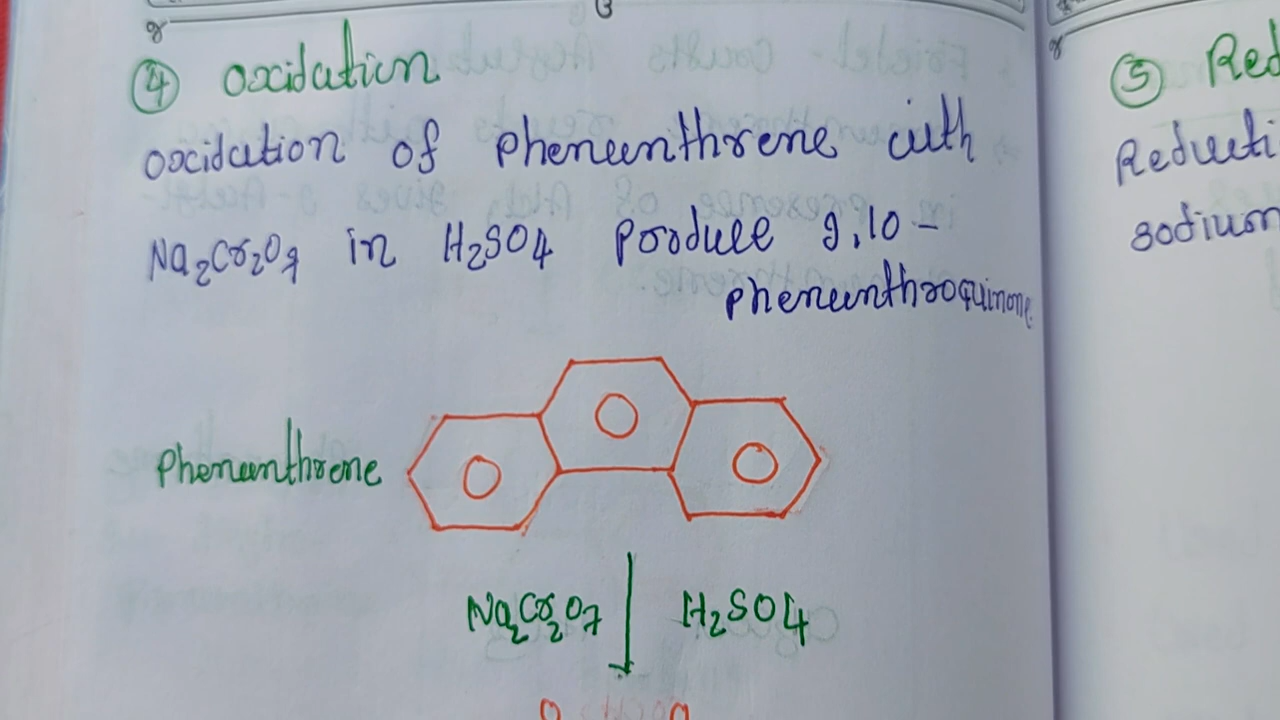 ④ Oxidation
oxidation of phenanthrene with
Na₂Cr₂O₇ in H₂SO₄ Produce 9,10 -
phenanthroquinone.
Phenanthrene
Na₂Cr₂O₇ H₂SO₄
O O
⑤ Red
Reducti
sodium